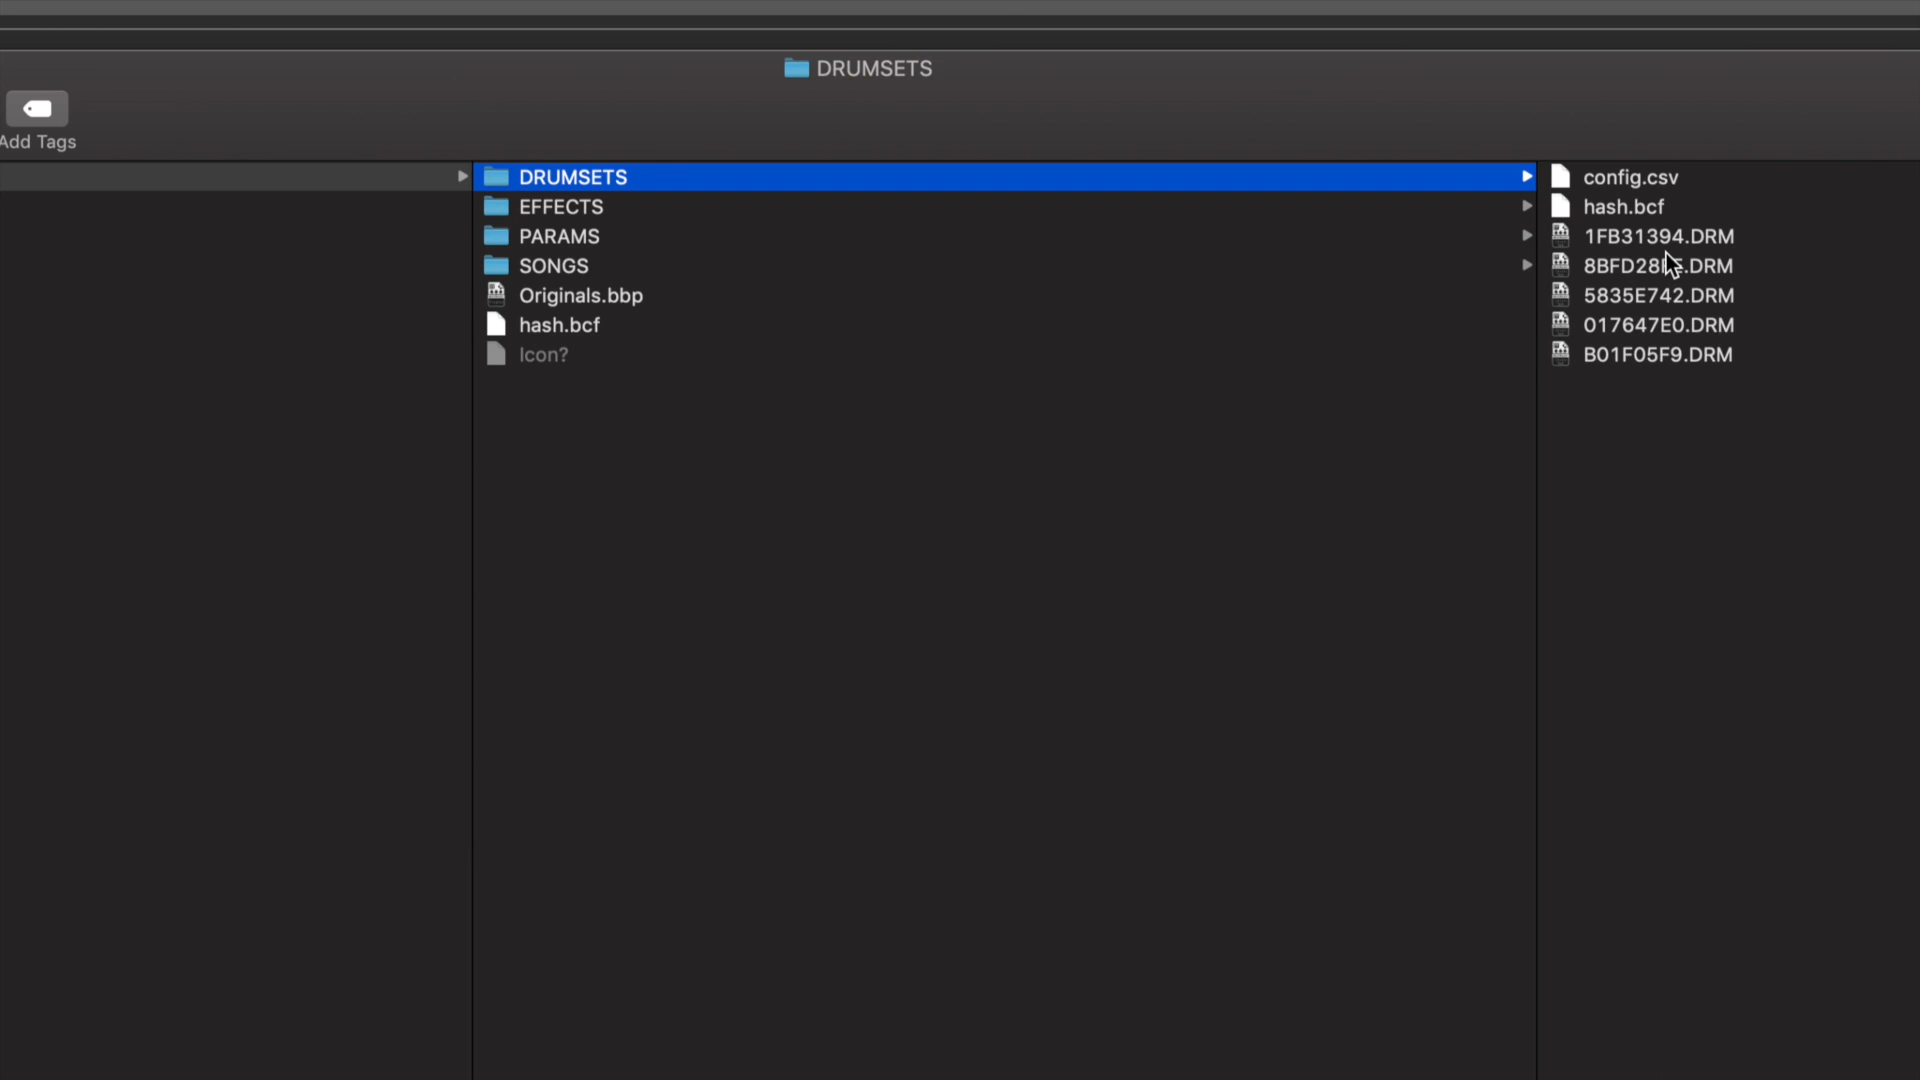 DRUMSETS
Add Tags
DRUMSETS
EFFECTS
PARAMS
SONGS
Originals.bbp
hash.bcf
Icon?
config.csv
hash.bcf
1FB31394.DRM
5835E742.DRM
017647E0.DRM
B01F05F9.DRM